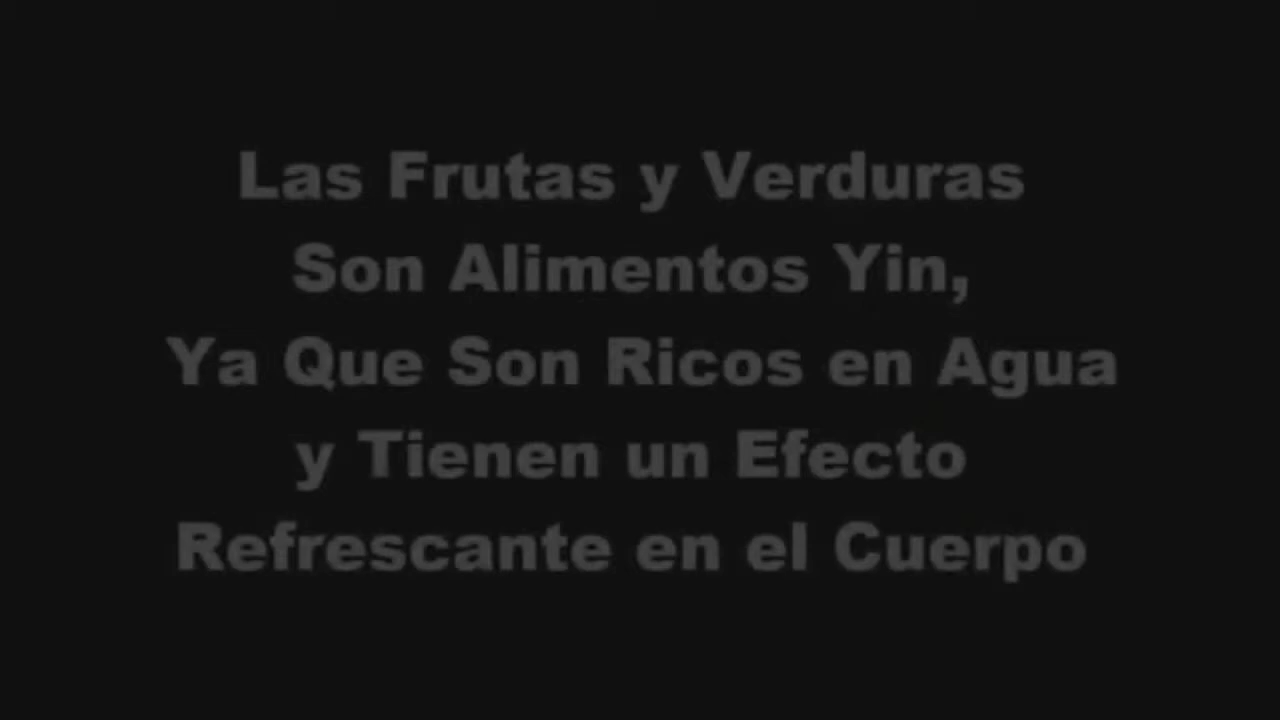 Las Frutas y Verduras
Son Alimentos Yin,
Ya Que Son Ricos en Agua
y Tienen un Efecto
Refrescante en el Cuerpo